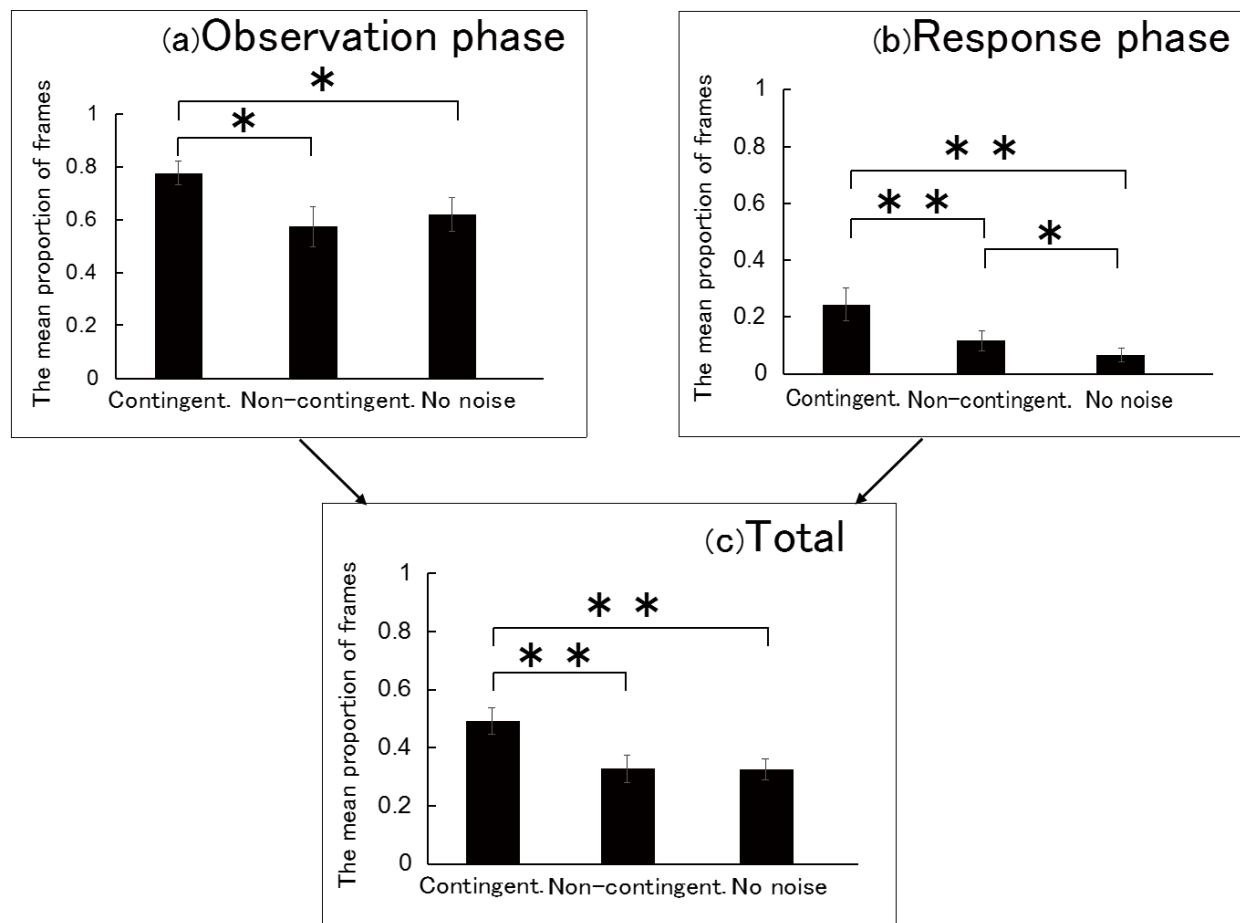 (a)Observation phase
The mean proportion of frames
1
0.8
0.6
0.4
0.2
0
*
*
Contingent. Non-contingent. No noise
(b)Response phase
The mean proportion of frames
1
0.8
0.6
0.4
0.2
0
* *
* *
*
Contingent. Non-contingent. No noise
(c)Total
The mean proportion of frames
1
0.8
0.6
0.4
0.2
0
* *
* *
Contingent. Non-contingent. No noise